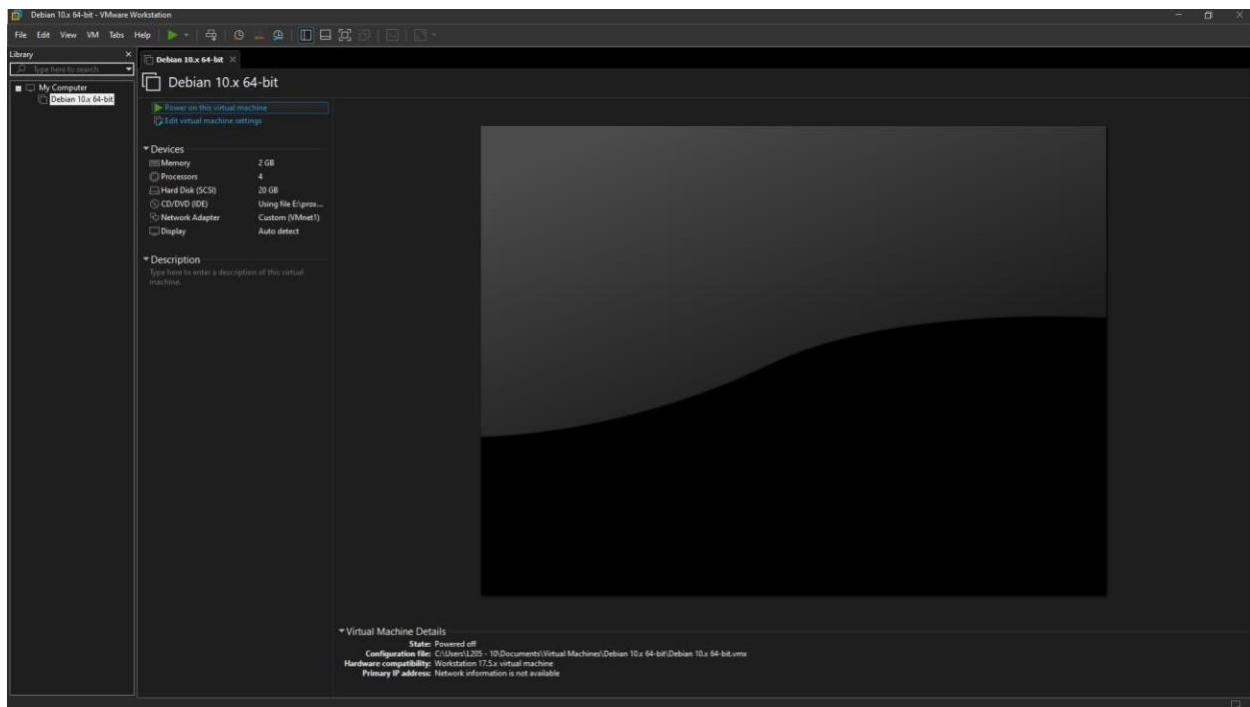 Debian 10.x 64-bit - VMware Workstation
File Edit View VM Tabs Help
Library
Type here to search
My Computer
Debian 10.x 64-bit
Debian 10.x 64-bit
Debian 10.x 64-bit
Power on this virtual machine
Edit virtual machine settings
Devices
Memory 2 GB
Processors 4
Hard Disk (SCSI) 20 GB
CD/DVD (IDE) Using file E:\prox...
Network Adapter Custom (VMnet1)
Display Auto detect
Description
Type here to enter a description of this virtual
machine.
Virtual Machine Details
State: Powered off
Configuration file: C:\Users\L205 - 10\Documents\Virtual Machines\Debian 10.x 64-bit\Debian 10.x 64-bit.vmx
Hardware compatibility: Workstation 17.5.x virtual machine
Primary IP address: Network information is not available